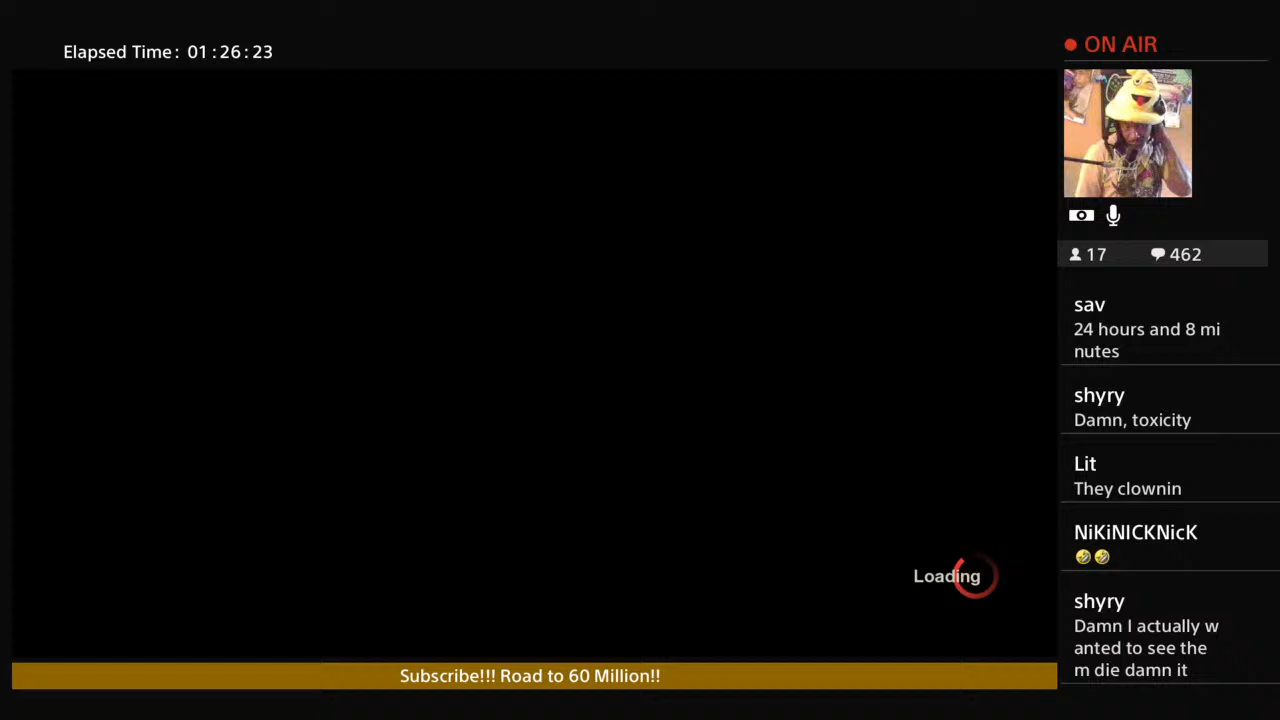 Elapsed Time: 01:26:23
ON AIR
17 462
sav
24 hours and 8 mi
nutes
shyry
Damn, toxicity
Lit
They clownin
NiKiNICKNicK
🤣🤣
shyry
Damn I actually w
anted to see the
m die damn it
Loading
Subscribe!!! Road to 60 Million!!